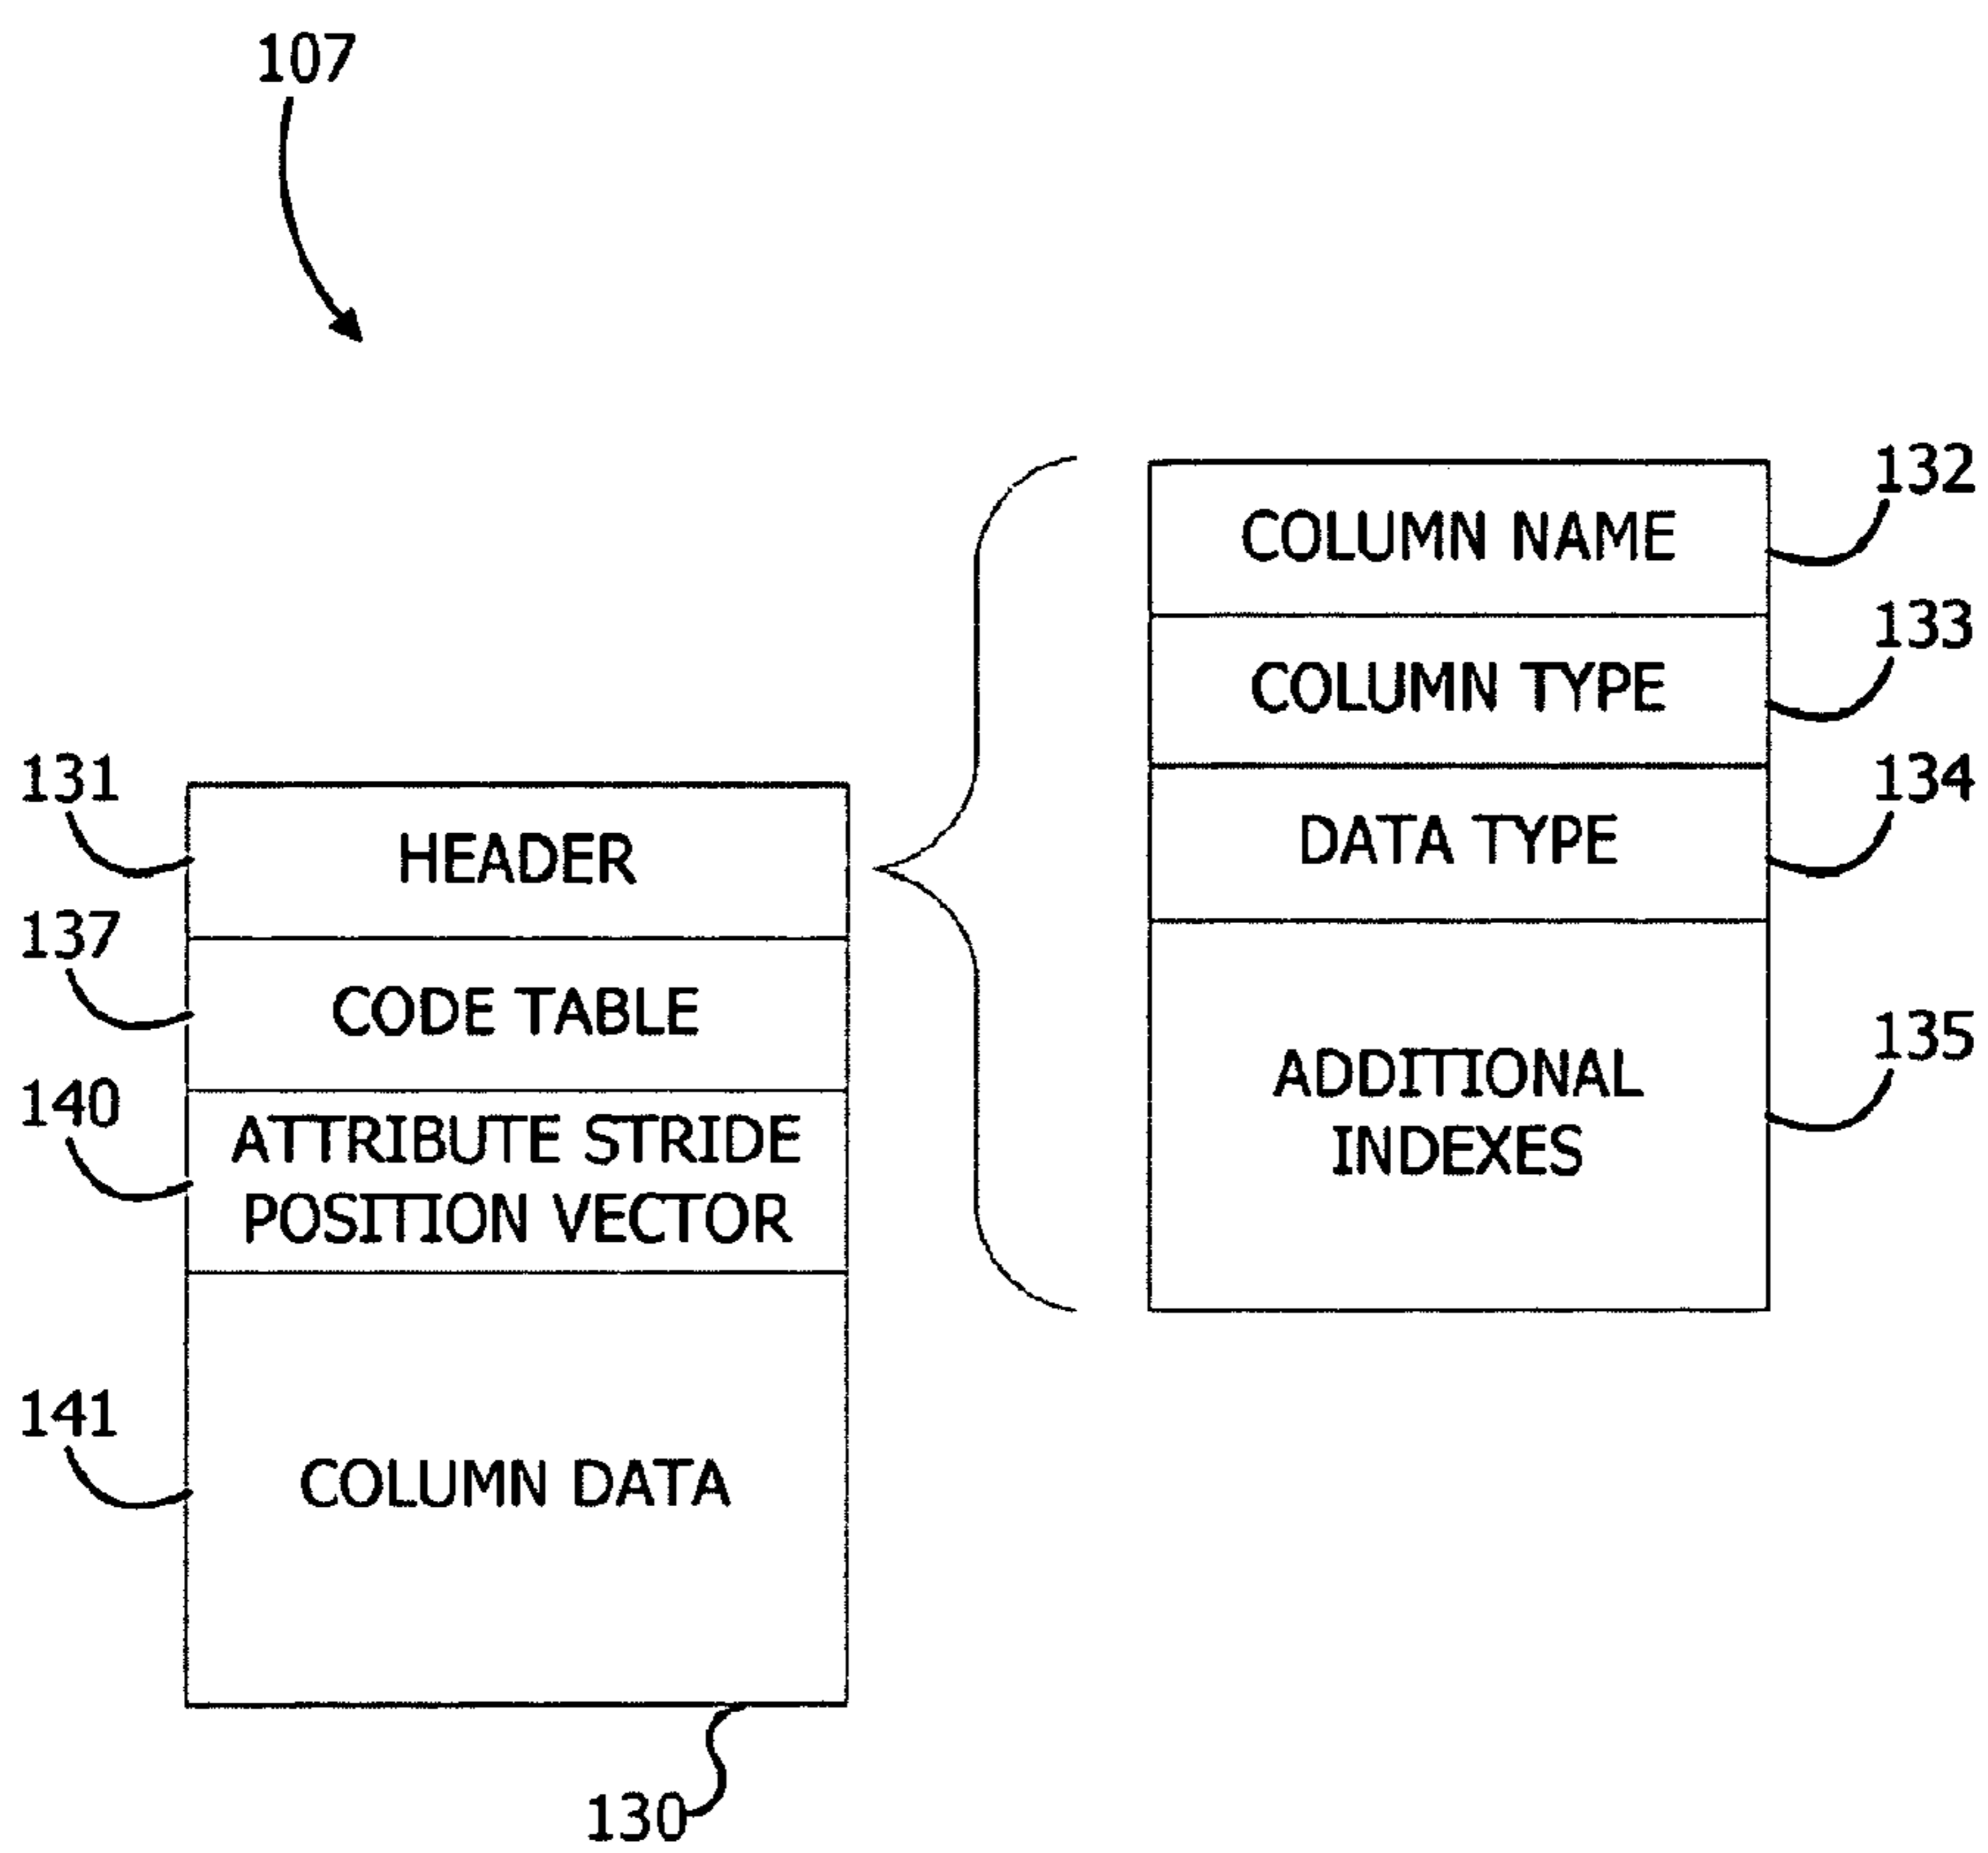 107
132
COLUMN NAME
133
COLUMN TYPE
134
DATA TYPE
135
ADDITIONAL
INDEXES
131
HEADER
137
CODE TABLE
140
ATTRIBUTE STRIDE
POSITION VECTOR
141
COLUMN DATA
130